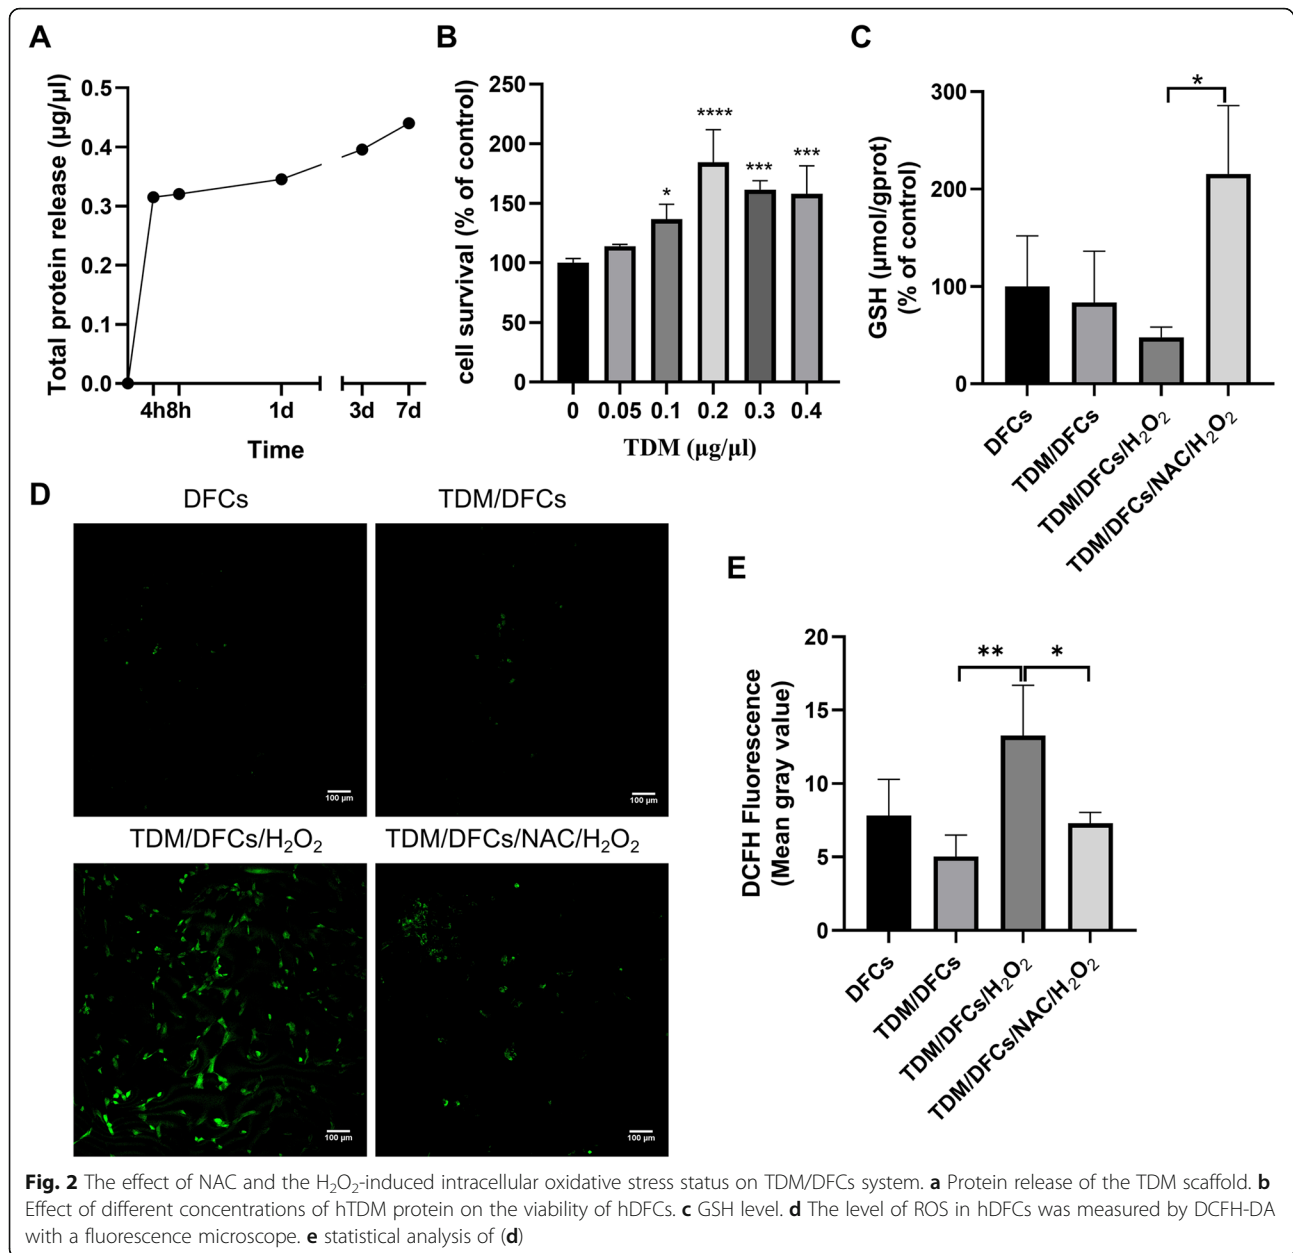 A
Total protein release (µg/µl)
0.5
0.4
0.3
0.2
0.1
0.0
4h8h 1d 3d 7d
Time
B
cell survival (% of control)
250
200
150
100
50
0
* **** *** ***
0 0.05 0.1 0.2 0.3 0.4
TDM (µg/µl)
C
GSH (µmol/gprot)
(% of control)
300
200
100
0
*
DFCs
TDM/DFCs
TDM/DFCs/H₂O₂
TDM/DFCs/NAC/H₂O₂
D
DFCs
TDM/DFCs
100 µm
100 µm
TDM/DFCs/H₂O₂
TDM/DFCs/NAC/H₂O₂
100 µm
100 µm
E
DCFH Fluorescence
(Mean gray value)
20
15
10
5
0
** *
DFCs
TDM/DFCs
TDM/DFCs/H₂O₂
TDM/DFCs/NAC/H₂O₂
Fig. 2 The effect of NAC and the H₂O₂-induced intracellular oxidative stress status on TDM/DFCs system. a Protein release of the TDM scaffold. b
Effect of different concentrations of hTDM protein on the viability of hDFCs. c GSH level. d The level of ROS in hDFCs was measured by DCFH-DA
with a fluorescence microscope. e statistical analysis of (d)